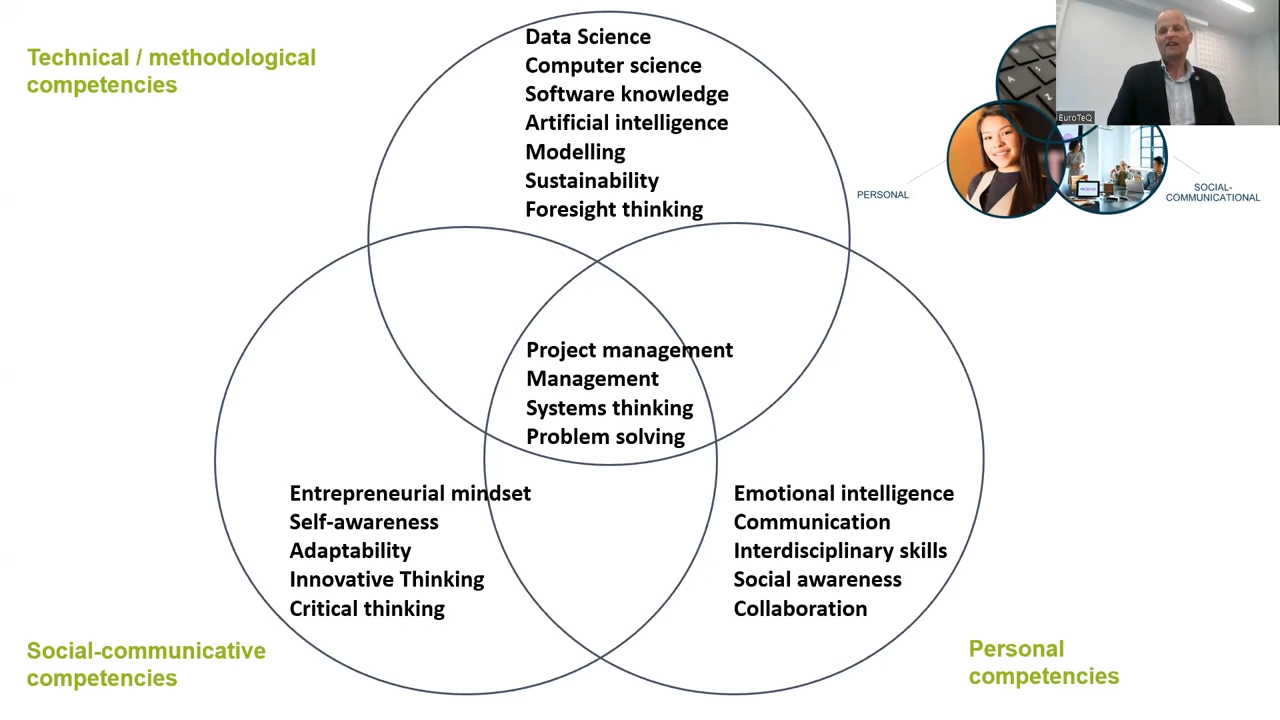 Technical / methodological
competencies
Data Science
Computer science
Software knowledge
Artificial intelligence
Modelling
Sustainability
Foresight thinking
EuroTeQ
PERSONAL
SOCIAL-
COMMUNICATIONAL
Project management
Management
Systems thinking
Problem solving
Entrepreneurial mindset
Self-awareness
Adaptability
Innovative Thinking
Critical thinking
Emotional intelligence
Communication
Interdisciplinary skills
Social awareness
Collaboration
Social-communicative
competencies
Personal
competencies